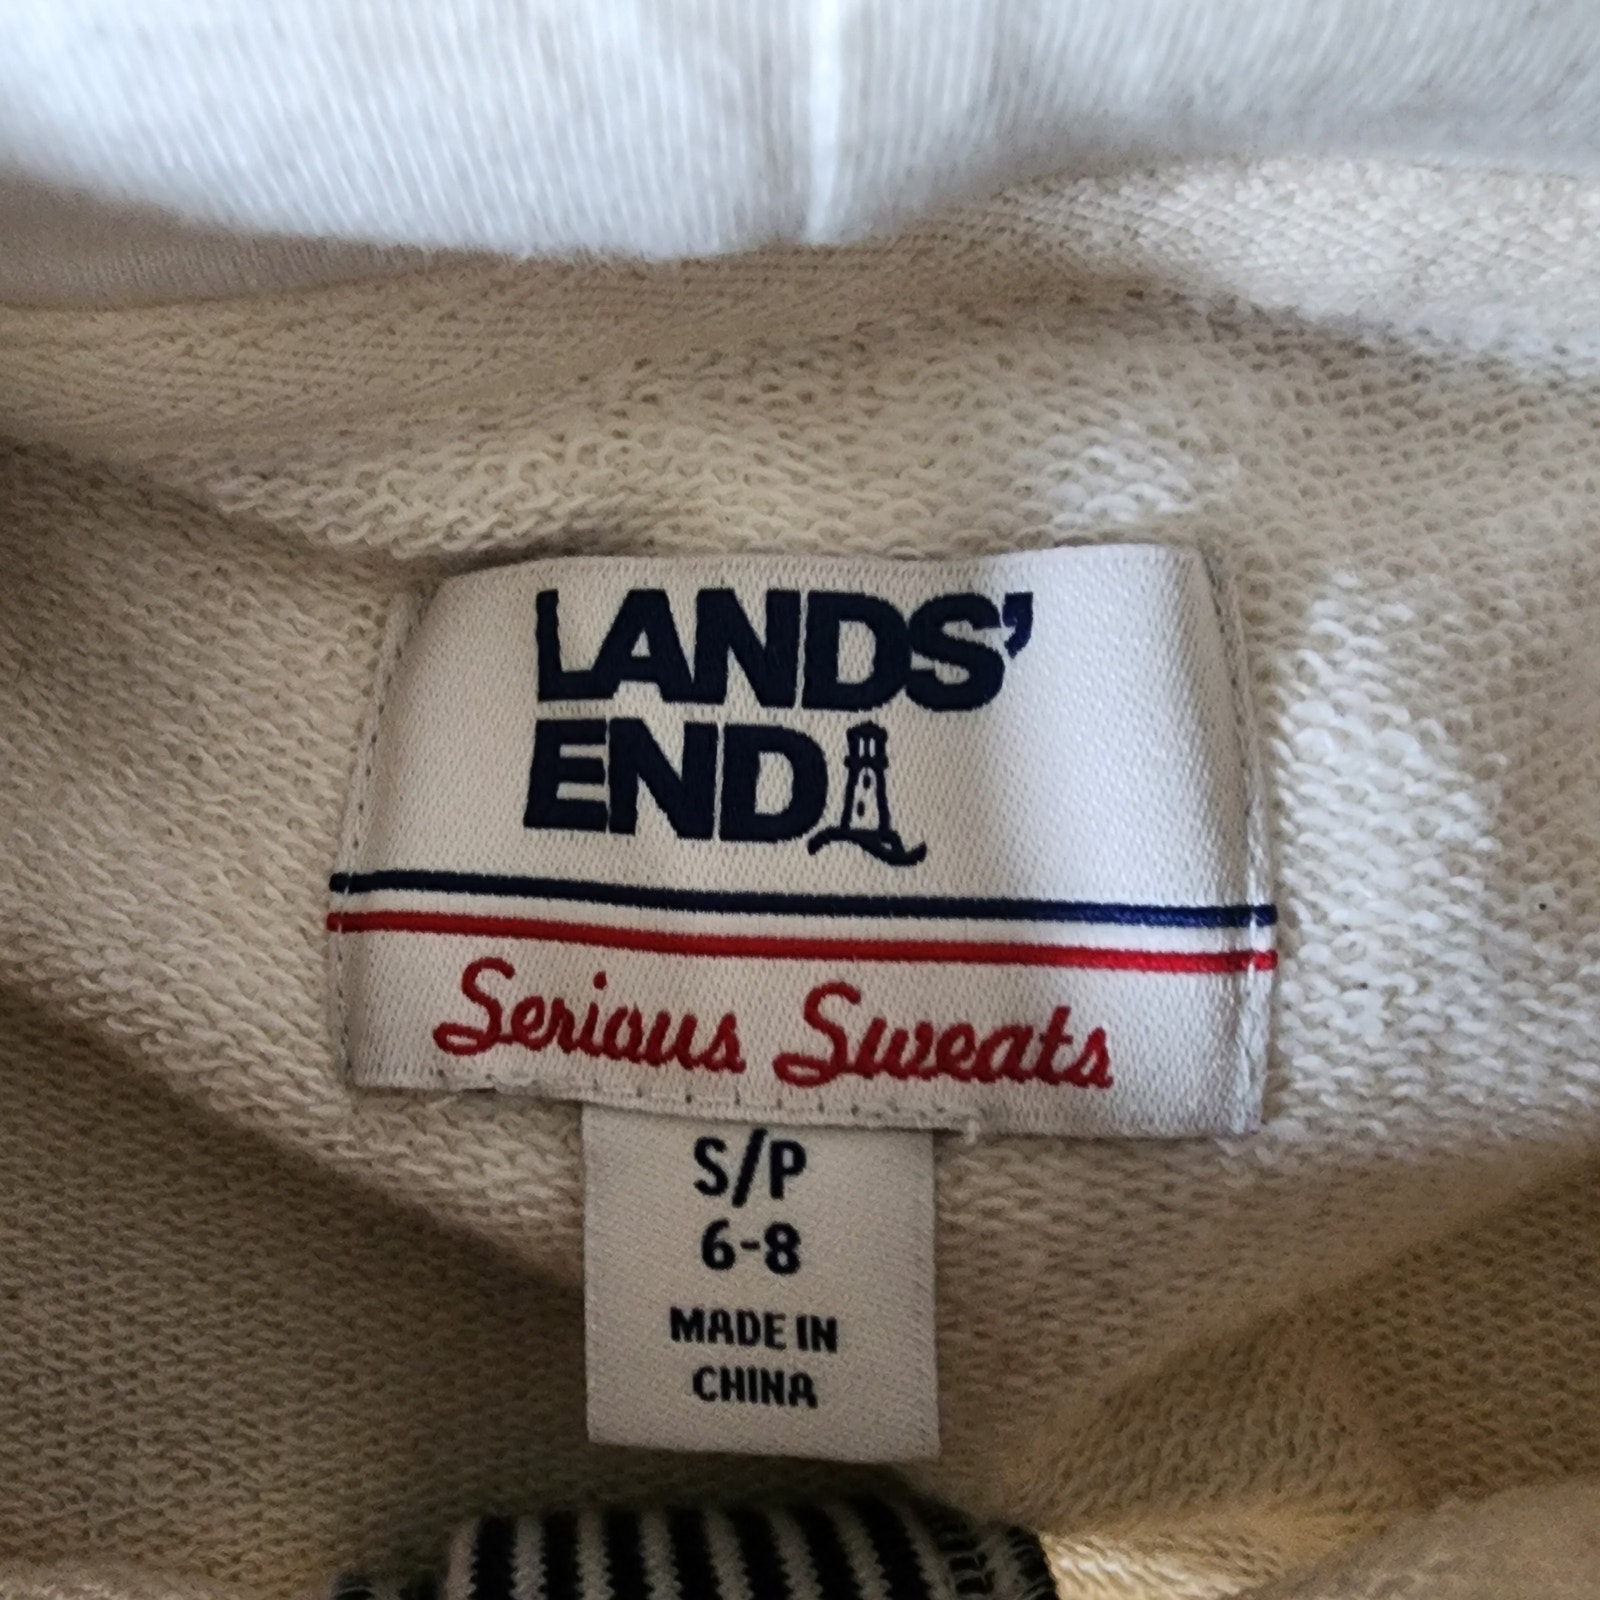 LANDS'
END
Serious Sweats
S/P
6-8
MADE IN
CHINA